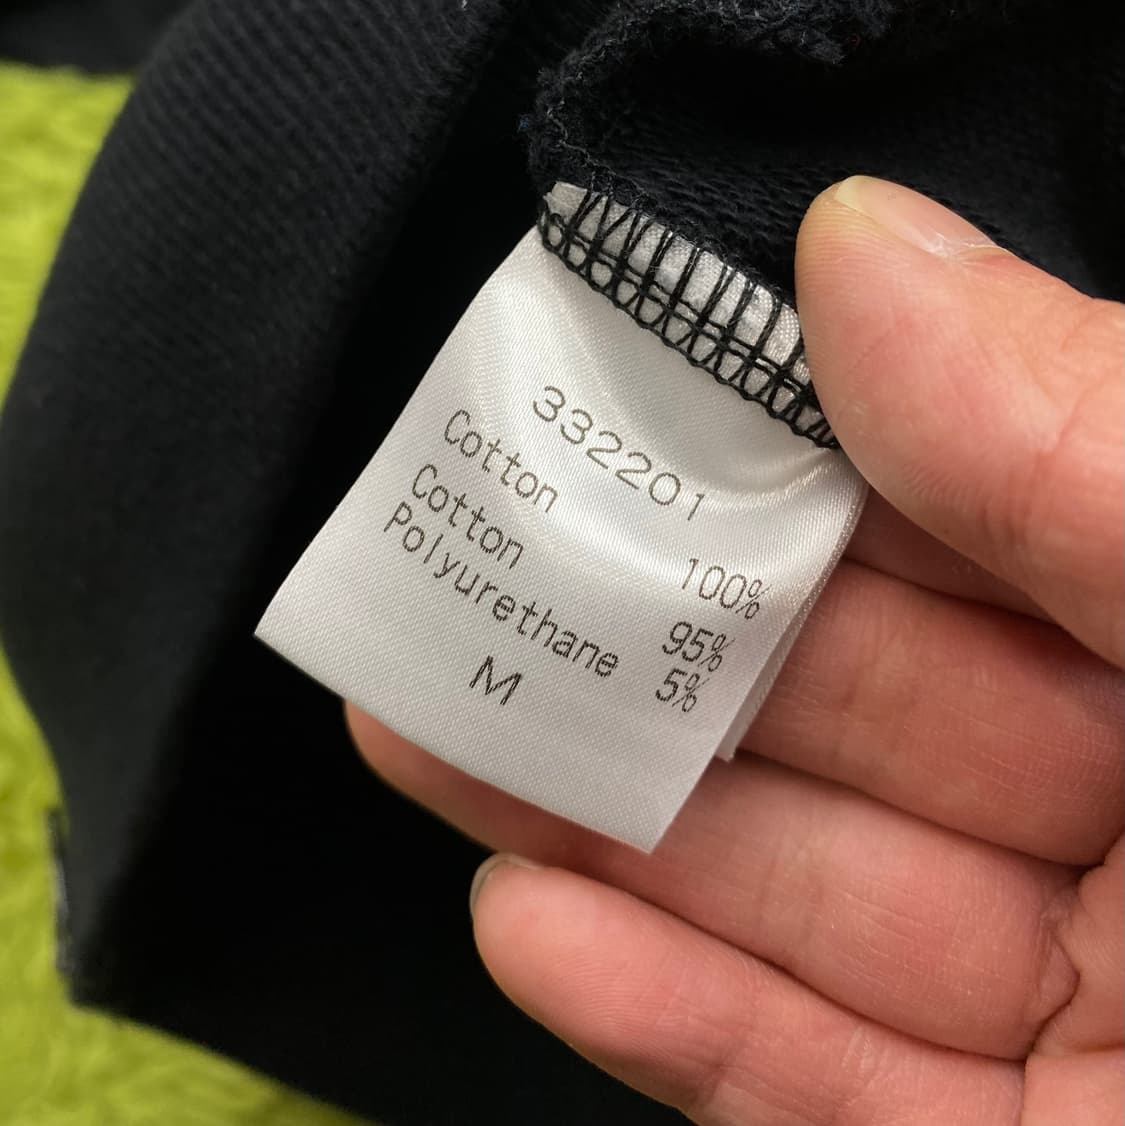 332201
Cotton 100%
Cotton 95%
Polyurethane 5%
M